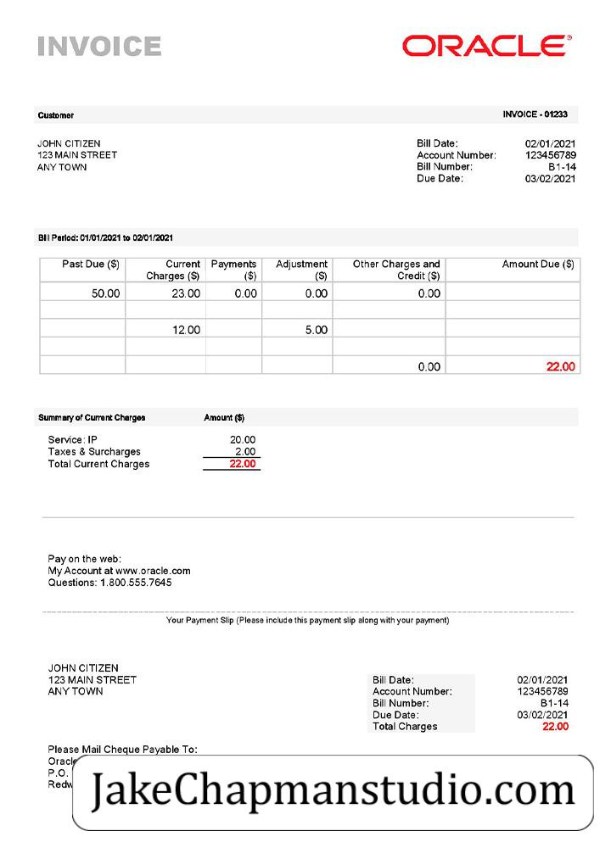 INVOICE
ORACLE®
Customer INVOICE - 01233
JOHN CITIZEN Bill Date: 02/01/2021
123 MAIN STREET Account Number: 123456789
ANY TOWN Bill Number: B1-14
Due Date: 03/02/2021
Bill Period: 01/01/2021 to 02/01/2021
Past Due ($) Current Charges ($) Payments ($) Adjustment ($) Other Charges and Credit ($) Amount Due ($)
50.00 23.00 0.00 0.00 0.00
12.00 5.00
0.00 22.00
Summary of Current Charges Amount ($)
Service: IP 20.00
Taxes & Surcharges 2.00
Total Current Charges 22.00
Pay on the web:
My Account at www.oracle.com
Questions: 1.800.555.7645
Your Payment Slip (Please include this payment slip along with your payment)
JOHN CITIZEN
123 MAIN STREET Bill Date: 02/01/2021
ANY TOWN Account Number: 123456789
Bill Number: B1-14
Due Date: 03/02/2021
Total Charges 22.00
Please Mail Cheque Payable To:
P.O.
JakeChapmanstudio.com